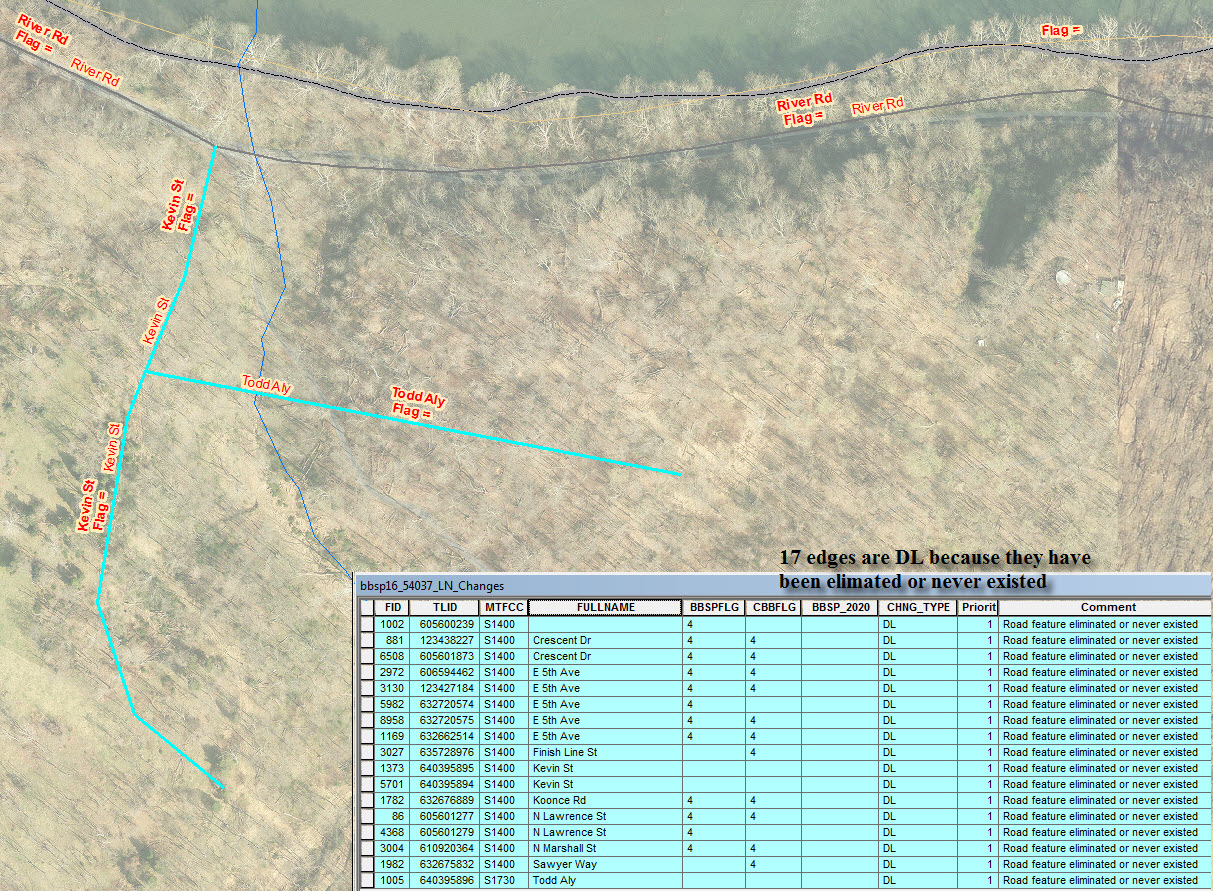 River Rd
Flag =
River Rd
Flag =
River Rd
Flag =
River Rd
Kevin St
Flag =
Kevin St
Todd Aly
Todd Aly
Flag =
Kevin St
Kevin St
Flag =
17 edges are DL because they have
been elimated or never existed
bbsp16_54037_LN_Changes
FID TLID MTFCC FULLNAME BBSPFLG CBBFLG BBSP_2020 CHNG_TYPE Priorit Comment
1002 605600239 S1400 4 DL 1 Road feature eliminated or never existed
881 123438227 S1400 Crescent Dr 4 4 DL 1 Road feature eliminated or never existed
6508 605601873 S1400 Crescent Dr 4 4 DL 1 Road feature eliminated or never existed
2972 606594462 S1400 E 5th Ave 4 4 DL 1 Road feature eliminated or never existed
3130 123427184 S1400 E 5th Ave 4 4 DL 1 Road feature eliminated or never existed
5982 632720574 S1400 E 5th Ave 4 DL 1 Road feature eliminated or never existed
8958 632720575 S1400 E 5th Ave 4 4 DL 1 Road feature eliminated or never existed
1169 632662514 S1400 E 5th Ave 4 4 DL 1 Road feature eliminated or never existed
3027 635728976 S1400 Finish Line St 4 DL 1 Road feature eliminated or never existed
1373 640395895 S1400 Kevin St DL 1 Road feature eliminated or never existed
5701 640395894 S1400 Kevin St DL 1 Road feature eliminated or never existed
1782 632676889 S1400 Koonce Rd 4 4 DL 1 Road feature eliminated or never existed
86 605601277 S1400 N Lawrence St 4 4 DL 1 Road feature eliminated or never existed
4368 605601279 S1400 N Lawrence St 4 DL 1 Road feature eliminated or never existed
3004 610920364 S1400 N Marshall St 4 4 DL 1 Road feature eliminated or never existed
1982 632675832 S1400 Sawyer Way 4 DL 1 Road feature eliminated or never existed
1005 640395896 S1730 Todd Aly DL 1 Road feature eliminated or never existed